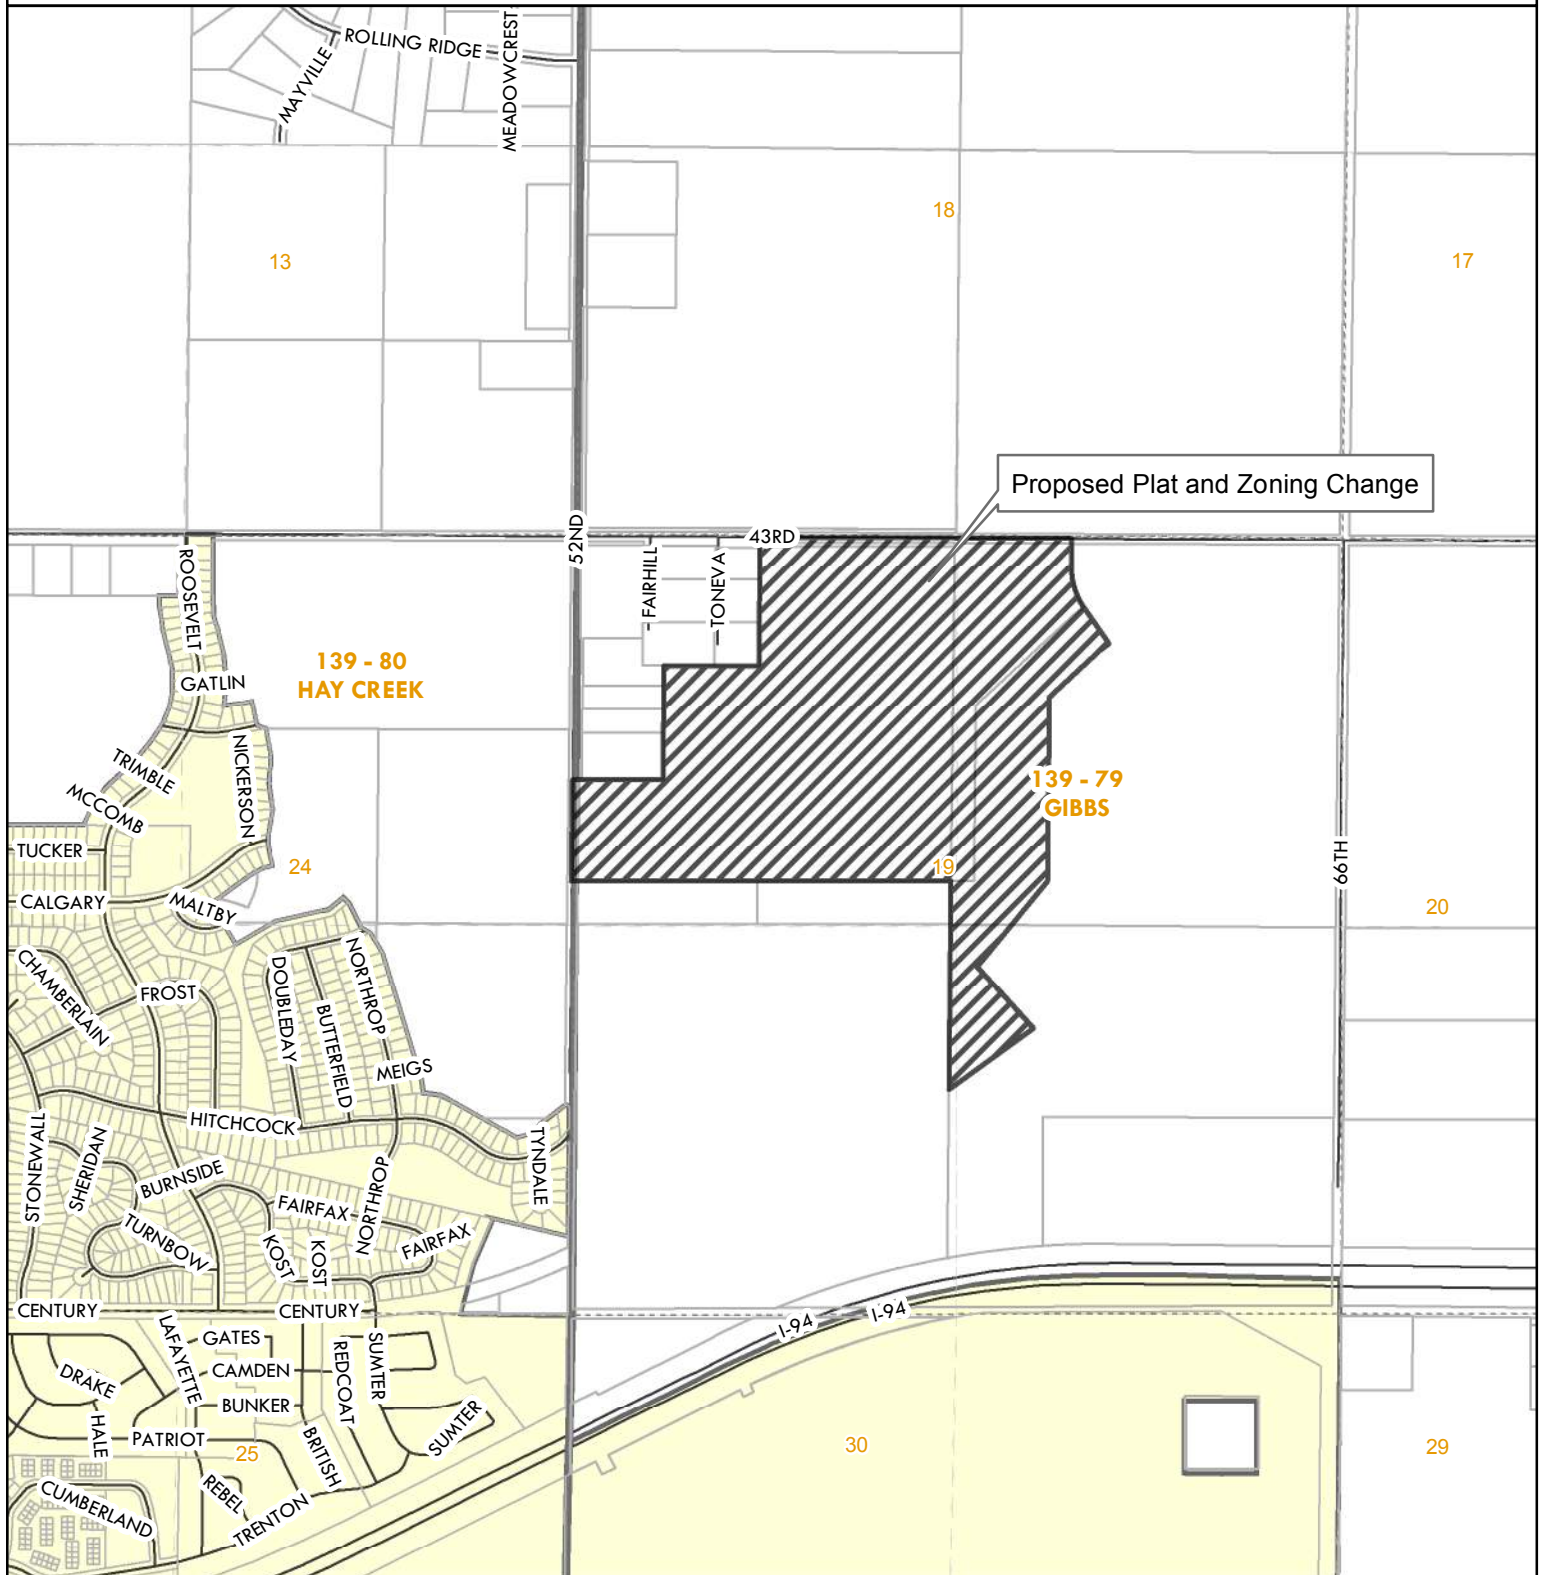 ROLLING RIDGE
MAYVILLE
MEADOWCREST
18
13
17
Proposed Plat and Zoning Change
52ND
43RD
ROOSEVELT
FAIRHILL
TONEVA
139 - 80
HAY CREEK
GATLIN
NICKERSON
TRIMBLE
MCCOMB
139 - 79
GIBBS
TUCKER
24
19
66TH
CALGARY
MALTBY
20
CHAMBERLAIN
FROST
DOUBLEDAY
BUTTERFIELD
NORTHROP
MEIGS
HITCHCOCK
STONEWALL
SHERIDAN
BURNSIDE
TYNDALE
FAIRFAX
NORTHROP
TURNBOW
KOST
KOST
FAIRFAX
CENTURY
CENTURY
I-94
I-94
LAFAYETTE
GATES
REDCOAT
SUMTER
DRAKE
CAMDEN
BUNKER
HALE
PATRIOT
BRITISH
SUMTER
25
30
29
REBEL
CUMBERLAND
TRENTON